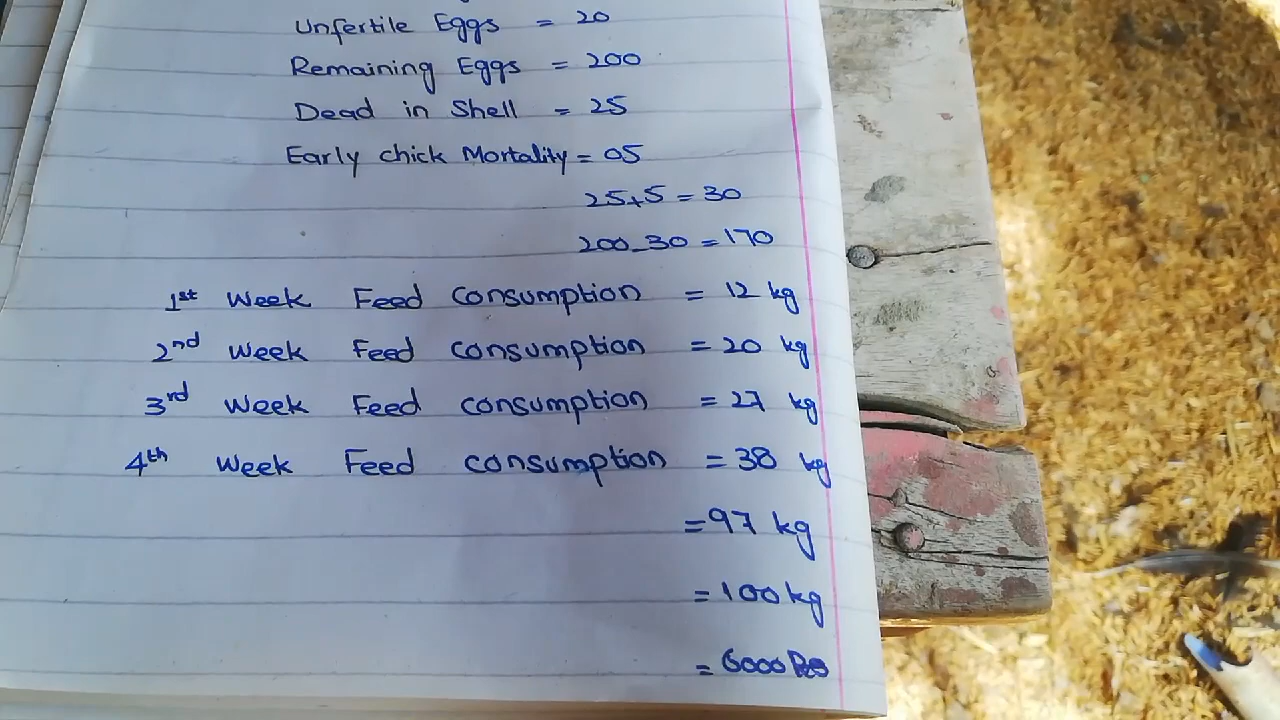 Unfertile Eggs = 20
Remaining Eggs = 200
Dead in Shell = 25
Early chick Mortality = 05
25+5 = 30
200-30 = 170
1st Week Feed Consumption = 12 kg
2nd Week Feed Consumption = 20 kg
3rd Week Feed Consumption = 27 kg
4th Week Feed Consumption = 38 kg
= 97 kg
= 100 kg
= 6000